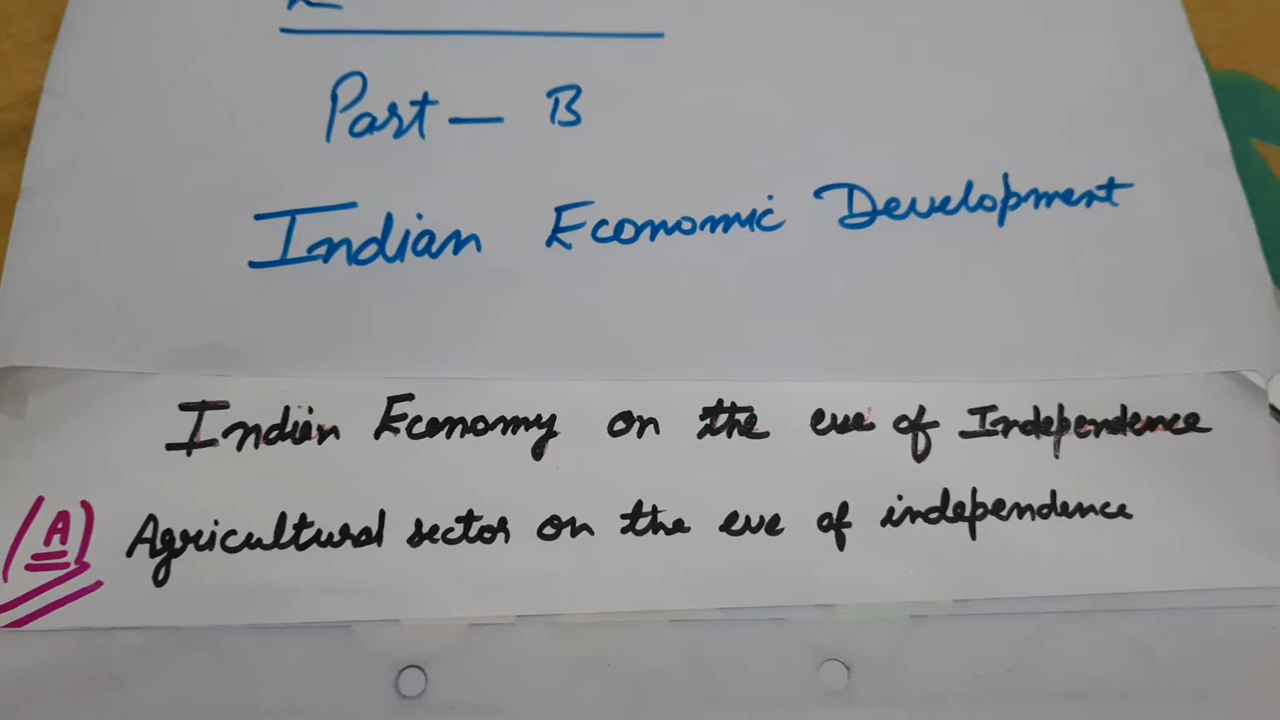 Part — B
Indian Economic Development
Indian Economy on the eve of Independence
(A) Agricultural sector on the eve of independence